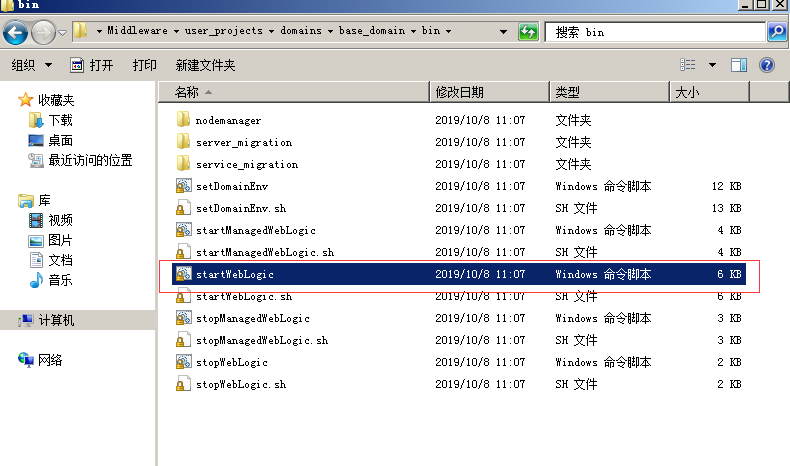 bin
Middleware user_projects domains base_domain bin 搜索 bin
组织 打开 打印 新建文件夹
名称 修改日期 类型 大小
收藏夹
下载
桌面
最近访问的位置
库
视频
图片
文档
音乐
计算机
网络
nodemanager 2019/10/8 11:07 文件夹
server_migration 2019/10/8 11:07 文件夹
service_migration 2019/10/8 11:07 文件夹
setDomainEnv 2019/10/8 11:07 Windows 命令脚本 12 KB
setDomainEnv.sh 2019/10/8 11:07 SH 文件 13 KB
startManagedWebLogic 2019/10/8 11:07 Windows 命令脚本 4 KB
startManagedWebLogic.sh 2019/10/8 11:07 SH 文件 4 KB
startWebLogic 2019/10/8 11:07 Windows 命令脚本 6 KB
startWebLogic.sh 2019/10/8 11:07 SH 文件 6 KB
stopManagedWebLogic 2019/10/8 11:07 Windows 命令脚本 3 KB
stopManagedWebLogic.sh 2019/10/8 11:07 SH 文件 3 KB
stopWebLogic 2019/10/8 11:07 Windows 命令脚本 2 KB
stopWebLogic.sh 2019/10/8 11:07 SH 文件 2 KB